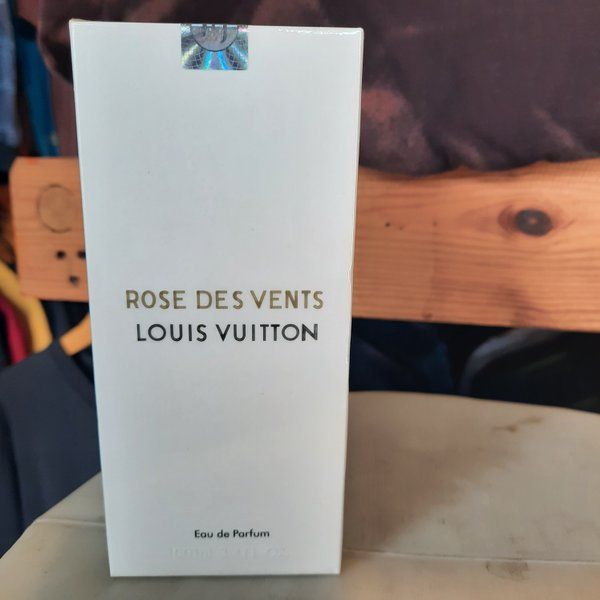 ROSE DES VENTS
LOUIS VUITTON
Eau de Parfum